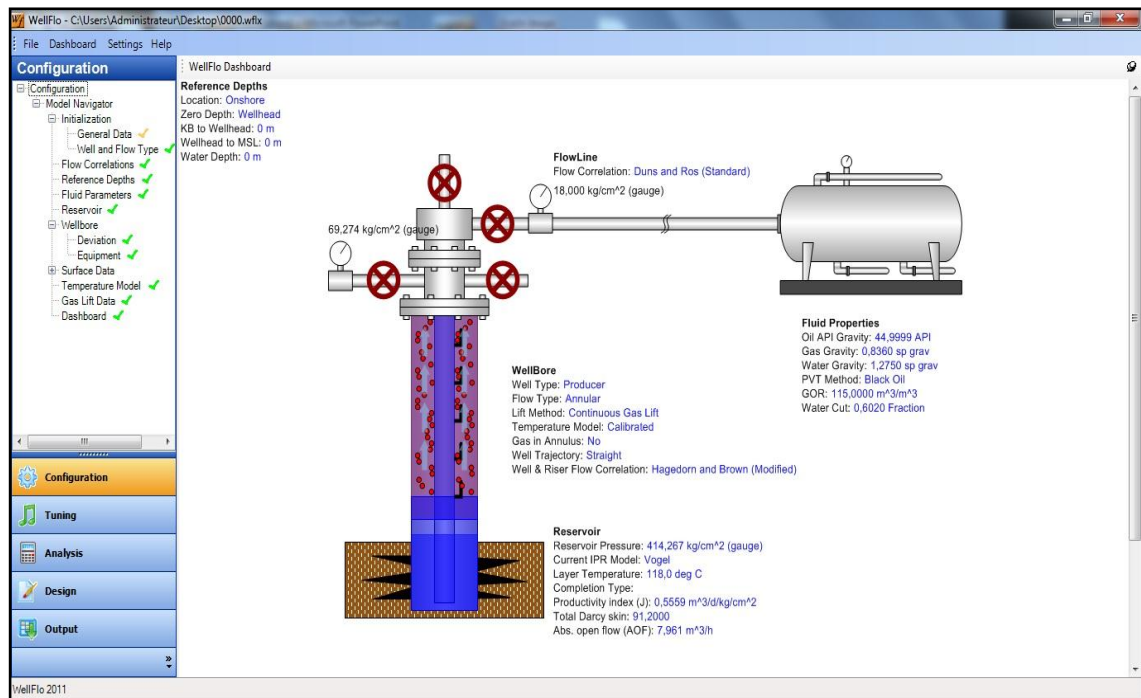 WellFlo - C:\Users\Administrateur\Desktop\0000.wflx
File Dashboard Settings Help
Configuration
WellFlo Dashboard
Configuration
Model Navigator
Initialization
General Data
Well and Flow Type
Flow Correlations
Reference Depths
Fluid Parameters
Reservoir
Wellbore
Deviation
Equipment
Surface Data
Temperature Model
Gas Lift Data
Dashboard
Configuration
Tuning
Analysis
Design
Output
Reference Depths
Location: Onshore
Zero Depth: Wellhead
KB to Wellhead: 0 m
Wellhead to MSL: 0 m
Water Depth: 0 m
FlowLine
Flow Correlation: Duns and Ros (Standard)
18,000 kg/cm^2 (gauge)
69,274 kg/cm^2 (gauge)
Fluid Properties
Oil API Gravity: 44,9999 API
Gas Gravity: 0,8360 sp grav
Water Gravity: 1,2750 sp grav
PVT Method: Black Oil
GOR: 115,0000 m^3/m^3
Water Cut: 0,6020 Fraction
WellBore
Well Type: Producer
Flow Type: Annular
Lift Method: Continuous Gas Lift
Temperature Model: Calibrated
Gas in Annulus: No
Well Trajectory: Straight
Well & Riser Flow Correlation: Hagedorn and Brown (Modified)
Reservoir
Reservoir Pressure: 414,267 kg/cm^2 (gauge)
Current IPR Model: Vogel
Layer Temperature: 118,0 deg C
Completion Type:
Productivity index (J): 0,5559 m^3/d/kg/cm^2
Total Darcy skin: 91,2000
Abs. open flow (AOF): 7,961 m^3/h
WellFlo 2011